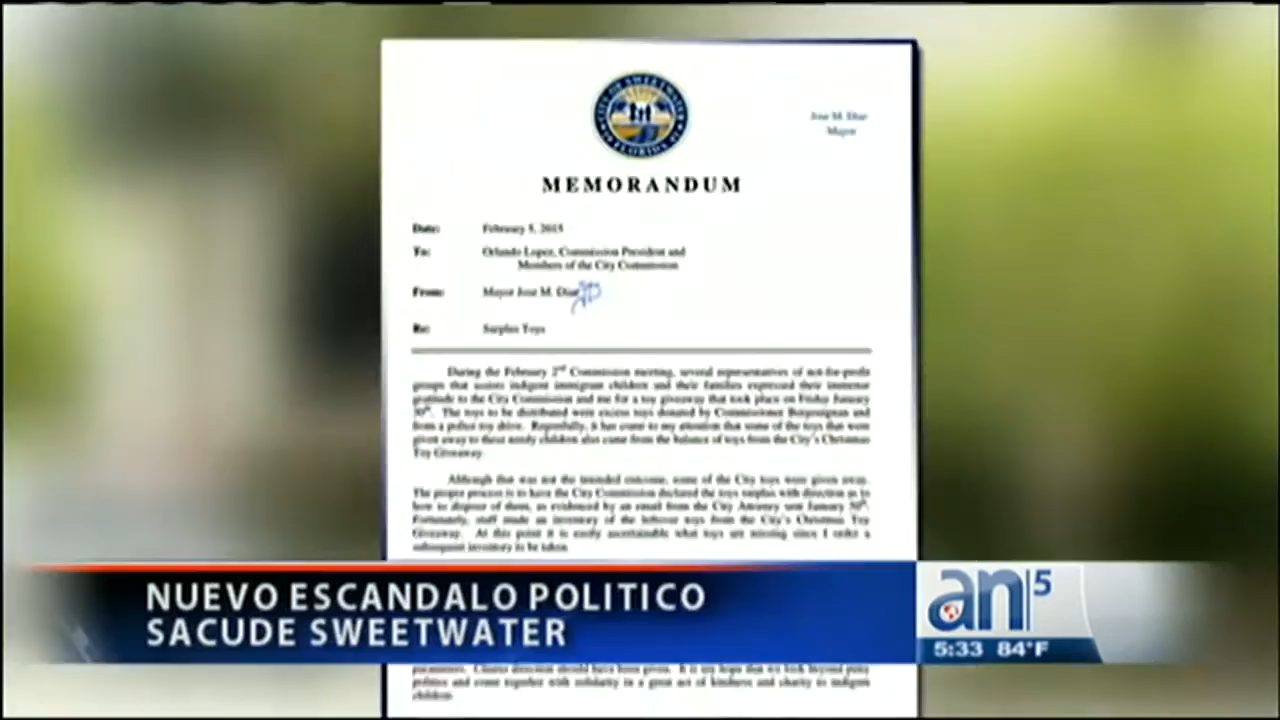 CITY OF SWEETWATER
FLORIDA
Jose M. Diaz
Mayor
MEMORANDUM
Date: February 5, 2015
To: Orlando Lopez, Commission President and
Members of the City Commission
From: Mayor Jose M. Diaz JD
Re: Surplus Toys
During the February 2nd Commission meeting, several representatives of not-for-profit
groups that assists indigent immigrant children and their families expressed their immense
gratitude to the City Commission and me for a toy giveaway that took place on Friday January
30th. The toys to be distributed were excess toys donated by Commissioner Bergouignan and
from a police toy drive. Regretfully, it has come to my attention that some of the toys that were
given away to these needy children also came from the balance of toys from the City's Christmas
Toy Giveaway.
Although that was not the intended outcome, some of the City toys were given away.
The proper process is to have the City Commission declared the toys surplus with direction as to
how to dispose of them, as evidenced by an email from the City Attorney sent January 30th.
Fortunately, staff made an inventory of the leftover toys from the City's Christmas Toy
Giveaway. At this point it is easily ascertainable what toys are missing since I order a
subsequent inventory to be taken.
NUEVO ESCANDALO POLITICO
SACUDE SWEETWATER
an 5
5:33 84°F
parameters. Clearer direction should have been given. It is my hope that we look beyond petty
politics and come together with solidarity in a great act of kindness and charity to indigent
children.